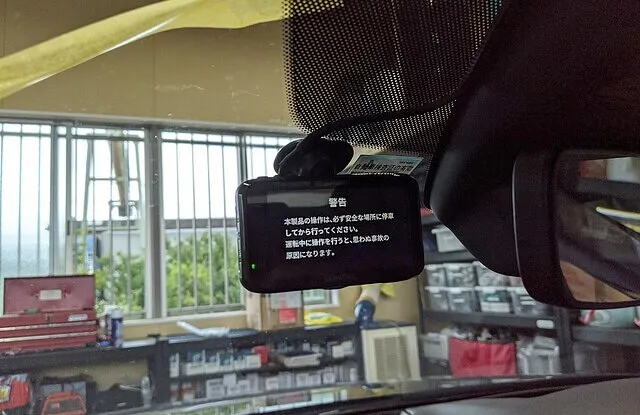 警告
本製品の操作は、必ず安全な場所に停車
してから行ってください。
運転中に操作を行うと、思わぬ事故の
原因になります。